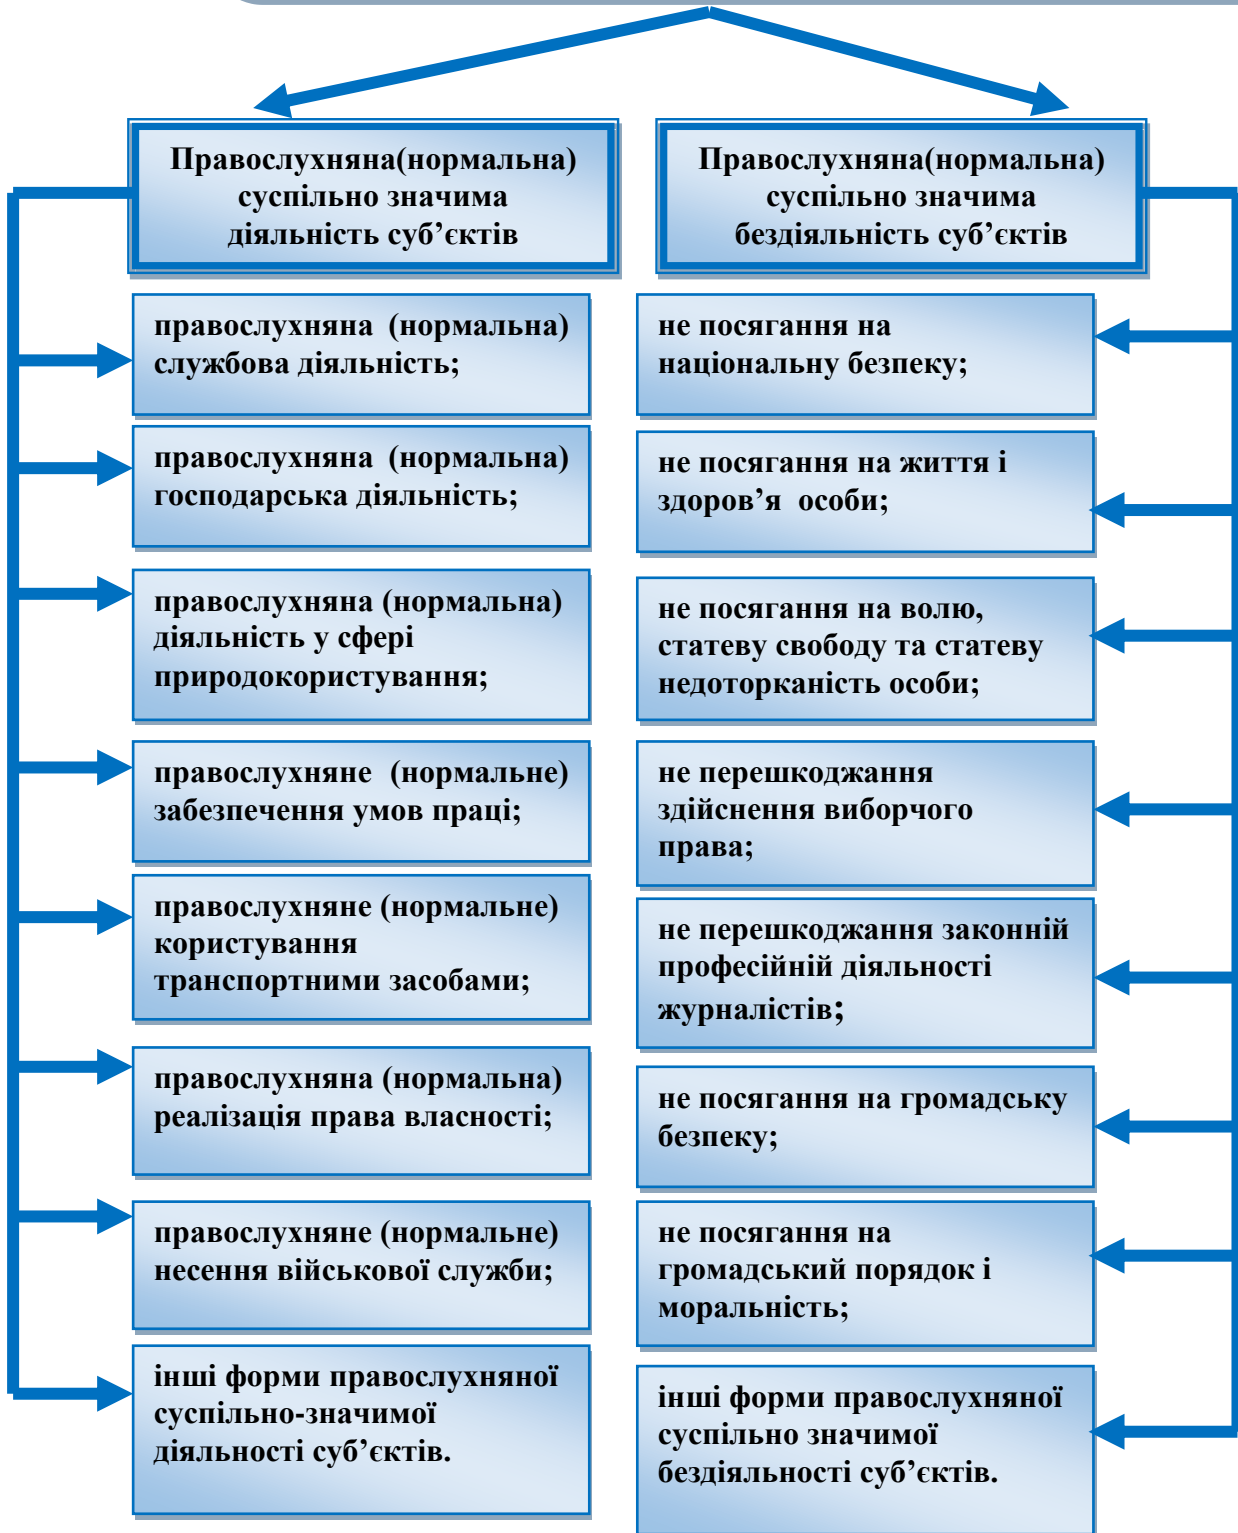 Правослухняна(нормальна)
суспільно значима
діяльність суб’єктів
Правослухняна(нормальна)
суспільно значима
бездіяльність суб’єктів
правослухняна (нормальна)
службова діяльність;
правослухняна (нормальна)
господарська діяльність;
правослухняна (нормальна)
діяльність у сфері
природокористування;
правослухняне (нормальне)
забезпечення умов праці;
правослухняне (нормальне)
користування
транспортними засобами;
правослухняна (нормальна)
реалізація права власності;
правослухняне (нормальне)
несення військової служби;
інші форми правослухняної
суспільно-значимої
діяльності суб’єктів.
не посягання на
національну безпеку;
не посягання на життя і
здоров’я особи;
не посягання на волю,
статеву свободу та статеву
недоторканість особи;
не перешкоджання
здійснення виборчого
права;
не перешкоджання законній
професійній діяльності
журналістів;
не посягання на громадську
безпеку;
не посягання на
громадський порядок і
моральність;
інші форми правослухняної
суспільно значимої
бездіяльності суб’єктів.